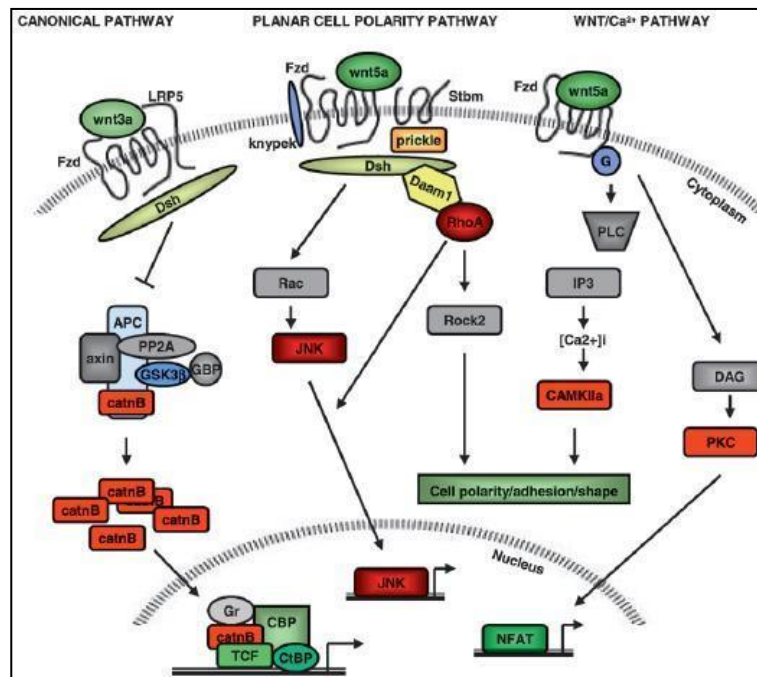 CANONICAL PATHWAY
PLANAR CELL POLARITY PATHWAY
WNT/Ca²⁺ PATHWAY
wnt3a
LRP5
Fzd
Dsh
APC
axin
PP2A
GSK3β
GBP
catnB
catnB
catnB
catnB
catnB
catnB
Gr
CBP
catnB
TCF
CtBP
Fzd
wnt5a
Stbm
knypek
prickle
Dsh
Daam1
RhoA
Rac
JNK
Rock2
Cell polarity/adhesion/shape
JNK
Nucleus
Fzd
wnt5a
G
Cytoplasm
PLC
IP3
[Ca2+]i
CAMKIIa
DAG
PKC
NFAT